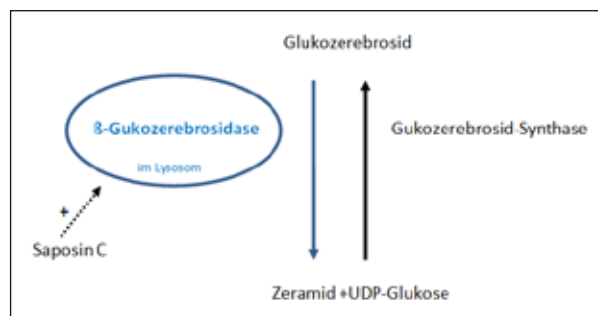 Glukozerebrosid
ß-Gukozerebrosidase
im Lysosom
Gukozerebrosid-Synthase
+
Saposin C
Zeramid +UDP-Glukose